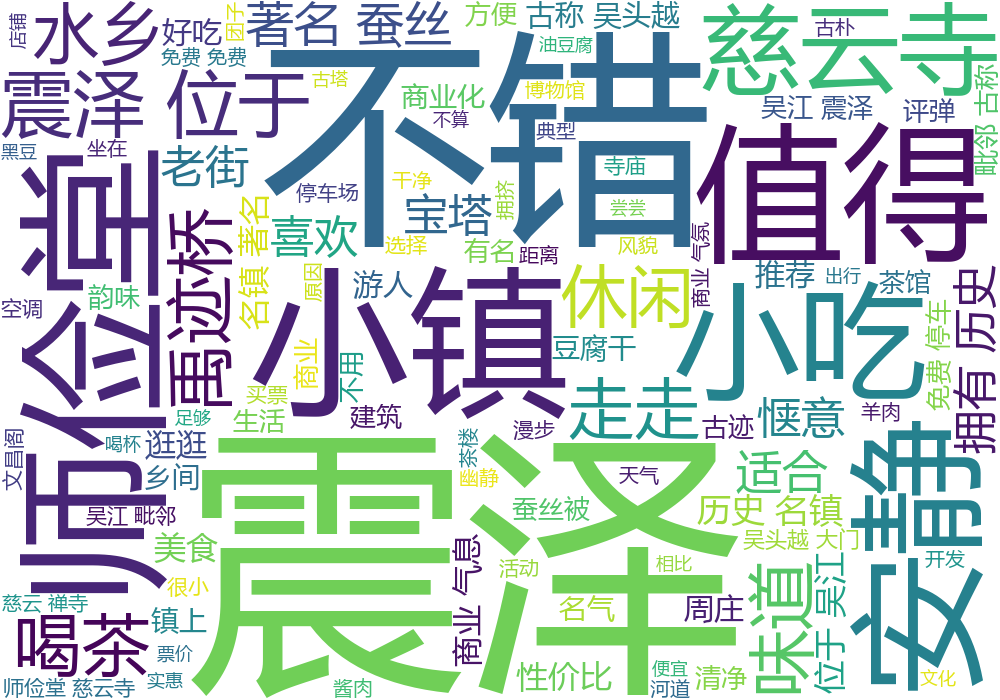 店铺
水乡
好吃
团子
著名 蚕丝
方便
古称 吴头越
慈云寺
古朴
免费 免费
油豆腐
震泽 位于
古塔
不错
商业化
博物馆
吴江 震泽
评弹
毗邻 古称
不算
典型
值得
黑豆
坐在
老街
寺庙
停车场
干净
拥挤
尝尝
师俭堂
禹迹桥
名镇 著名
喜欢
宝塔
选择
有名
距离
风貌
商业 气氛
空调
韵味
原因
游人
休闲
推荐
出行
茶馆
拥有 历史
小镇
小吃
免费 停车
商业
不用
豆腐干
买票
走走
惬意
羊肉
足够
生活
建筑
漫步
古迹
文昌阁
喝杯
逛逛
茶楼
乡间
幽静
天气
适合
安静
震泽
蚕丝被
历史 名镇
吴江 毗邻
美食
商业 气息
吴头越 大门
开发
很小
活动
相比
慈云 禅寺
镇上
名气
周庄
味道
位于 吴江
喝茶
票价
性价比
便宜
清净
文化
师俭堂 慈云寺
实惠
酱肉
河道